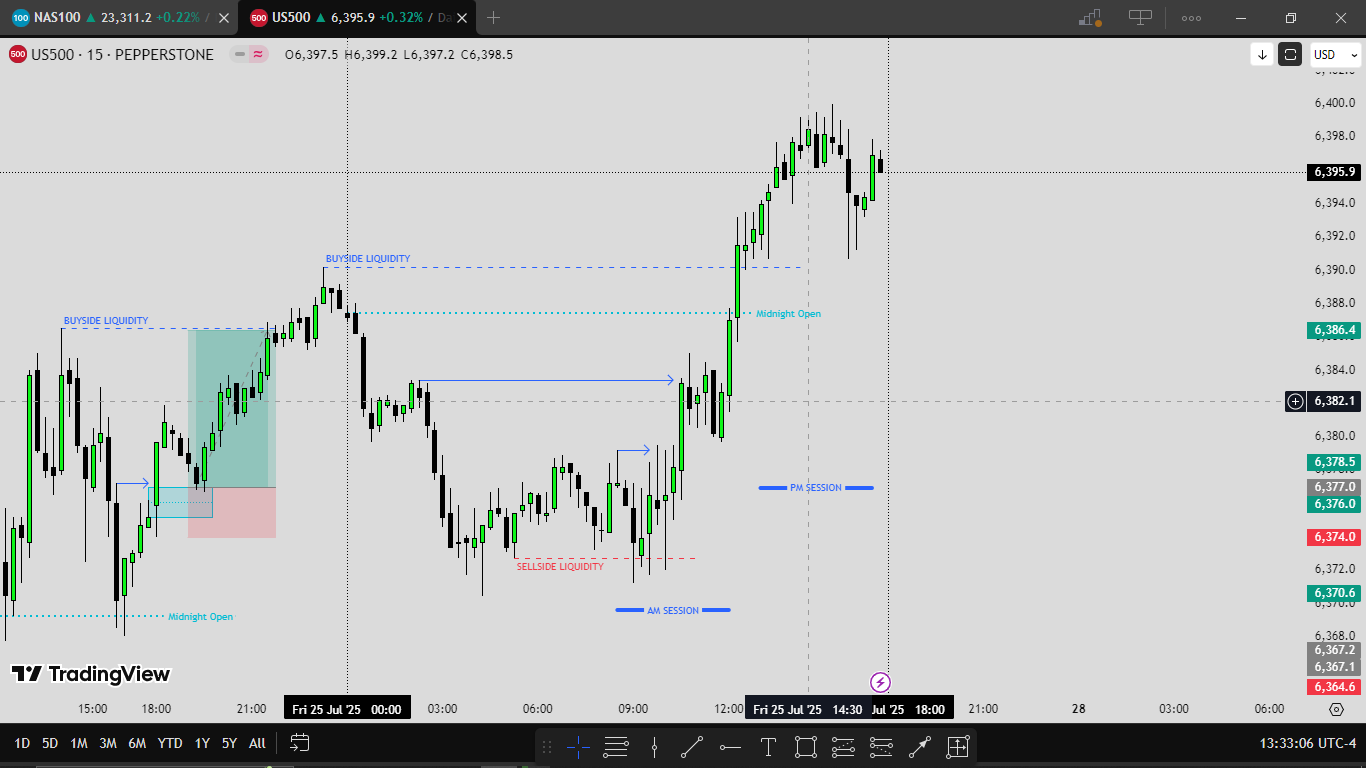 100 NAS100 ▲ 23,311.2 +0.22% /
500 US500 ▲ 6,395.9 +0.32% / Da
500 US500 · 15 · PEPPERSTONE O6,397.5 H6,399.2 L6,397.2 C6,398.5
USD
6,400.0
6,398.0
6,395.9
6,394.0
6,392.0
BUYSIDE LIQUIDITY
6,390.0
6,388.0
Midnight Open
BUYSIDE LIQUIDITY
6,386.4
6,384.0
6,382.1
6,380.0
6,378.5
6,377.0
PM SESSION
6,376.0
6,374.0
SELLSIDE LIQUIDITY
6,372.0
6,370.6
6,370.0
AM SESSION
Midnight Open
6,368.0
6,367.2
6,367.1
6,364.6
TradingView
15:00 18:00 21:00 Fri 25 Jul '25 00:00 03:00 06:00 09:00 12:00 Fri 25 Jul '25 14:30 Jul '25 18:00 21:00 28 03:00 06:00
1D 5D 1M 3M 6M YTD 1Y 5Y All
13:33:06 UTC-4